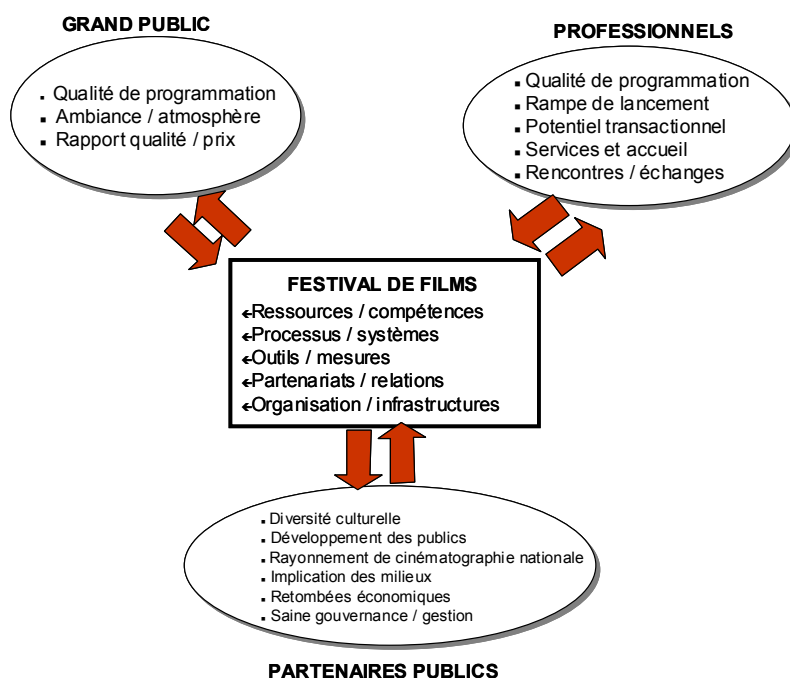 GRAND PUBLIC
▪ Qualité de programmation
▪ Ambiance / atmosphère
▪ Rapport qualité / prix
PROFESSIONNELS
▪ Qualité de programmation
▪ Rampe de lancement
▪ Potentiel transactionnel
▪ Services et accueil
▪ Rencontres / échanges
FESTIVAL DE FILMS
←Ressources / compétences
←Processus / systèmes
←Outils / mesures
←Partenariats / relations
←Organisation / infrastructures
▪ Diversité culturelle
▪ Développement des publics
▪ Rayonnement de cinématographie nationale
▪ Implication des milieux
▪ Retombées économiques
▪ Saine gouvernance / gestion
PARTENAIRES PUBLICS